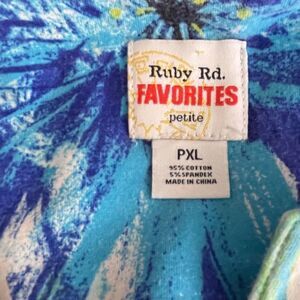 Ruby Rd.
FAVORITES
petite
PXL
95% COTTON
5% SPANDEX
MADE IN CHINA